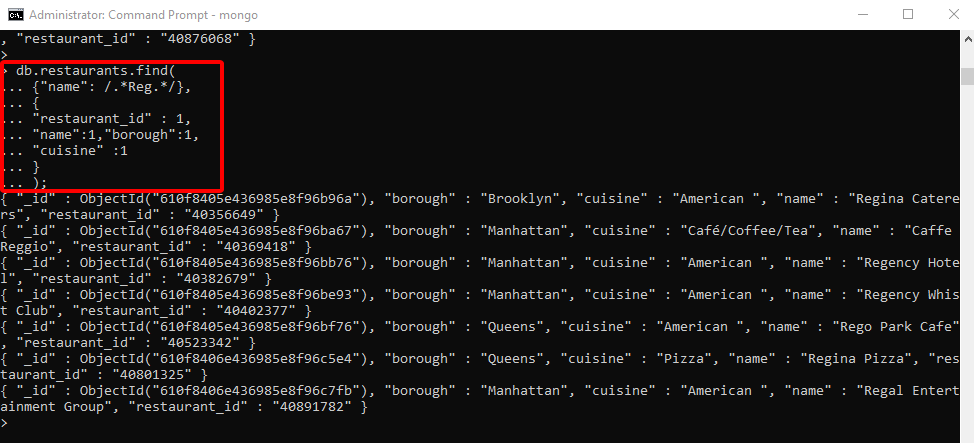 Administrator: Command Prompt - mongo
, "restaurant_id" : "40876068" }
>
> db.restaurants.find(
... {"name": /.*Reg.*/},
... {
... "restaurant_id" : 1,
... "name":1,"borough":1,
... "cuisine" :1
... }
... );
{ "_id" : ObjectId("610f8405e436985e8f96b96a"), "borough" : "Brooklyn", "cuisine" : "American ", "name" : "Regina Catere
rs", "restaurant_id" : "40356649" }
{ "_id" : ObjectId("610f8405e436985e8f96ba67"), "borough" : "Manhattan", "cuisine" : "Café/Coffee/Tea", "name" : "Caffe
Reggio", "restaurant_id" : "40369418" }
{ "_id" : ObjectId("610f8405e436985e8f96bb76"), "borough" : "Manhattan", "cuisine" : "American ", "name" : "Regency Hote
l", "restaurant_id" : "40382679" }
{ "_id" : ObjectId("610f8405e436985e8f96be93"), "borough" : "Manhattan", "cuisine" : "American ", "name" : "Regency Whis
t Club", "restaurant_id" : "40402377" }
{ "_id" : ObjectId("610f8405e436985e8f96bf76"), "borough" : "Queens", "cuisine" : "American ", "name" : "Rego Park Cafe"
, "restaurant_id" : "40523342" }
{ "_id" : ObjectId("610f8406e436985e8f96c5e4"), "borough" : "Queens", "cuisine" : "Pizza", "name" : "Regina Pizza", "res
taurant_id" : "40801325" }
{ "_id" : ObjectId("610f8406e436985e8f96c7fb"), "borough" : "Manhattan", "cuisine" : "American ", "name" : "Regal Entert
ainment Group", "restaurant_id" : "40891782" }
>